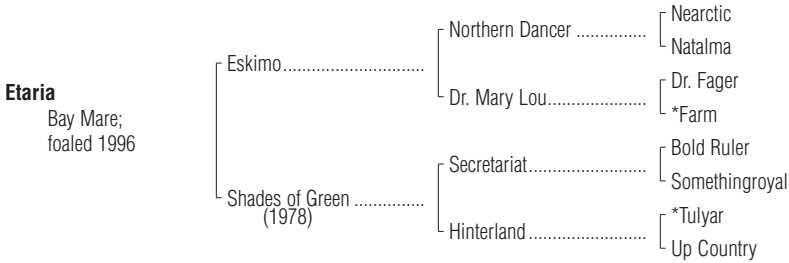 Nearctic
Northern Dancer ...............
Natalma
Eskimo..............................
Dr. Fager
Dr. Mary Lou.....................
*Farm
Etaria
Bay Mare;
foaled 1996
Bold Ruler
Secretariat.........................
Somethingroyal
Shades of Green ...............
(1978)
*Tulyar
Hinterland.........................
Up Country